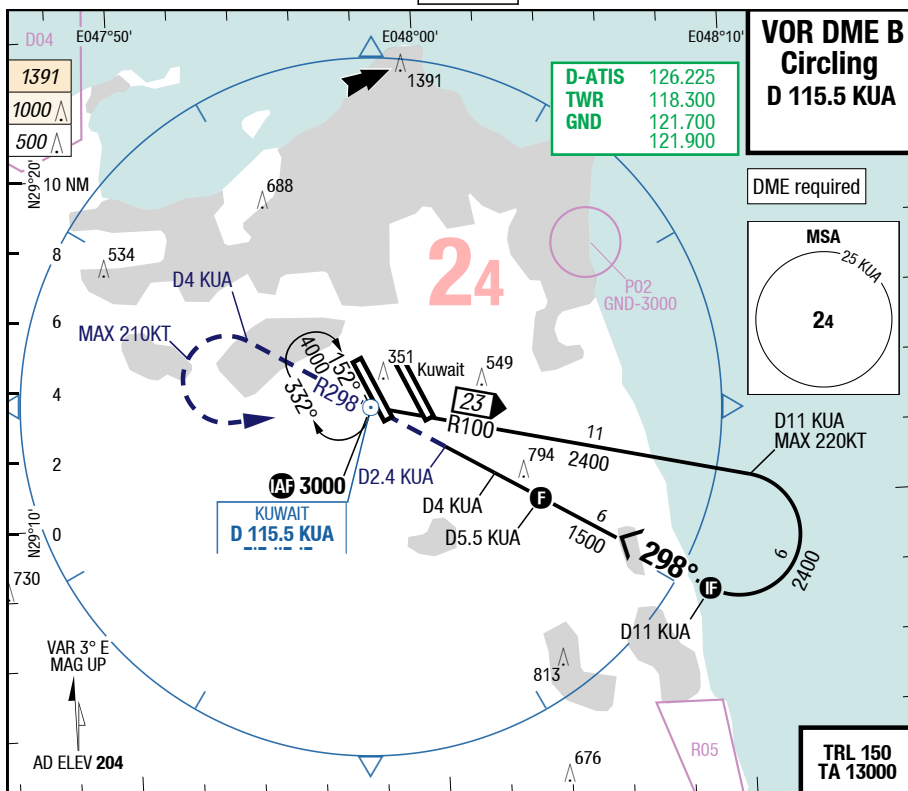 E047°50'
E048°00'
E048°10'
D04
VOR DME B
Circling
D 115.5 KUA
1391
1000
500
1391
D-ATIS 126.225
TWR 118.300
GND 121.700
121.900
N29°20'
10 NM
688
DME required
534
8
D4 KUA
24
P02
GND-3000
MSA
25 KUA
24
6
MAX 210KT
4000
152°
332°
R298°
351
Kuwait
549
4
23
R100
11
2400
D11 KUA
MAX 220KT
2
IAF 3000
D2.4 KUA
794
D4 KUA
F
D5.5 KUA
6
1500
KUWAIT
D 115.5 KUA
N29°10'
0
298°
IF
6
2400
730
D11 KUA
VAR 3° E
MAG UP
813
AD ELEV 204
676
R05
TRL 150
TA 13000